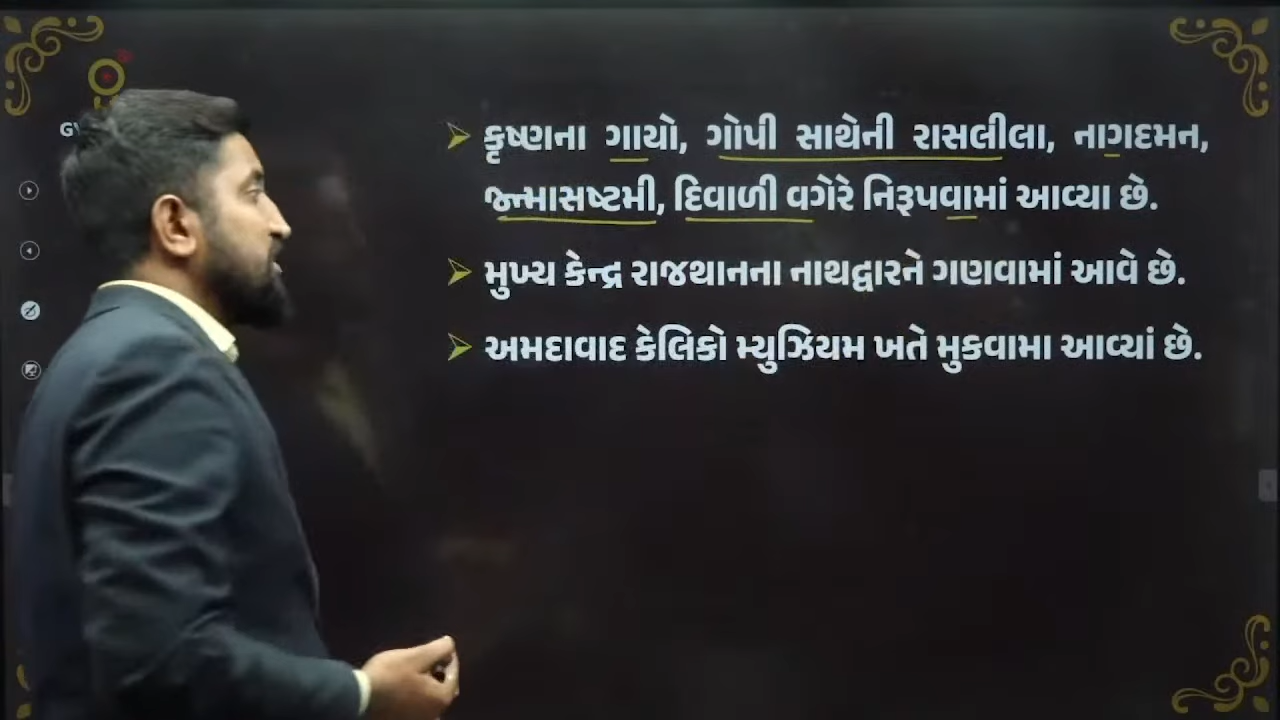 કૃષ્ણના ગાયો, ગોપી સાથેની રાસલીલા, નાગદમન,
જન્માસષ્ટમી, દિવાળી વગેરે નિરૂપવામાં આવ્યા છે.
મુખ્ય કેન્દ્ર રાજથાનના નાથદ્વારને ગણવામાં આવે છે.
અમદાવાદ કેલિકો મ્યુઝિયમ ખતે મુકવામા આવ્યાં છે.